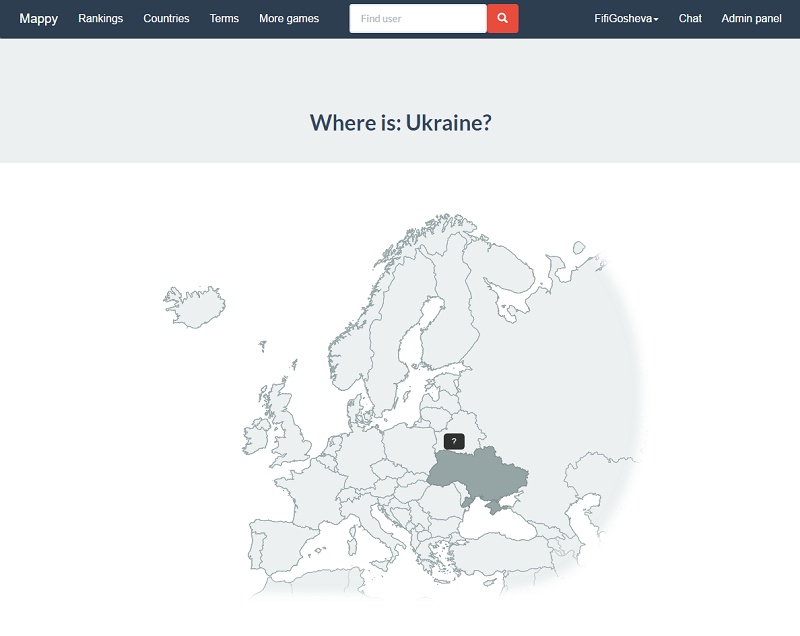 Mappy Rankings Countries Terms More games Find user FifiGosheva Chat Admin panel
Where is: Ukraine?
?